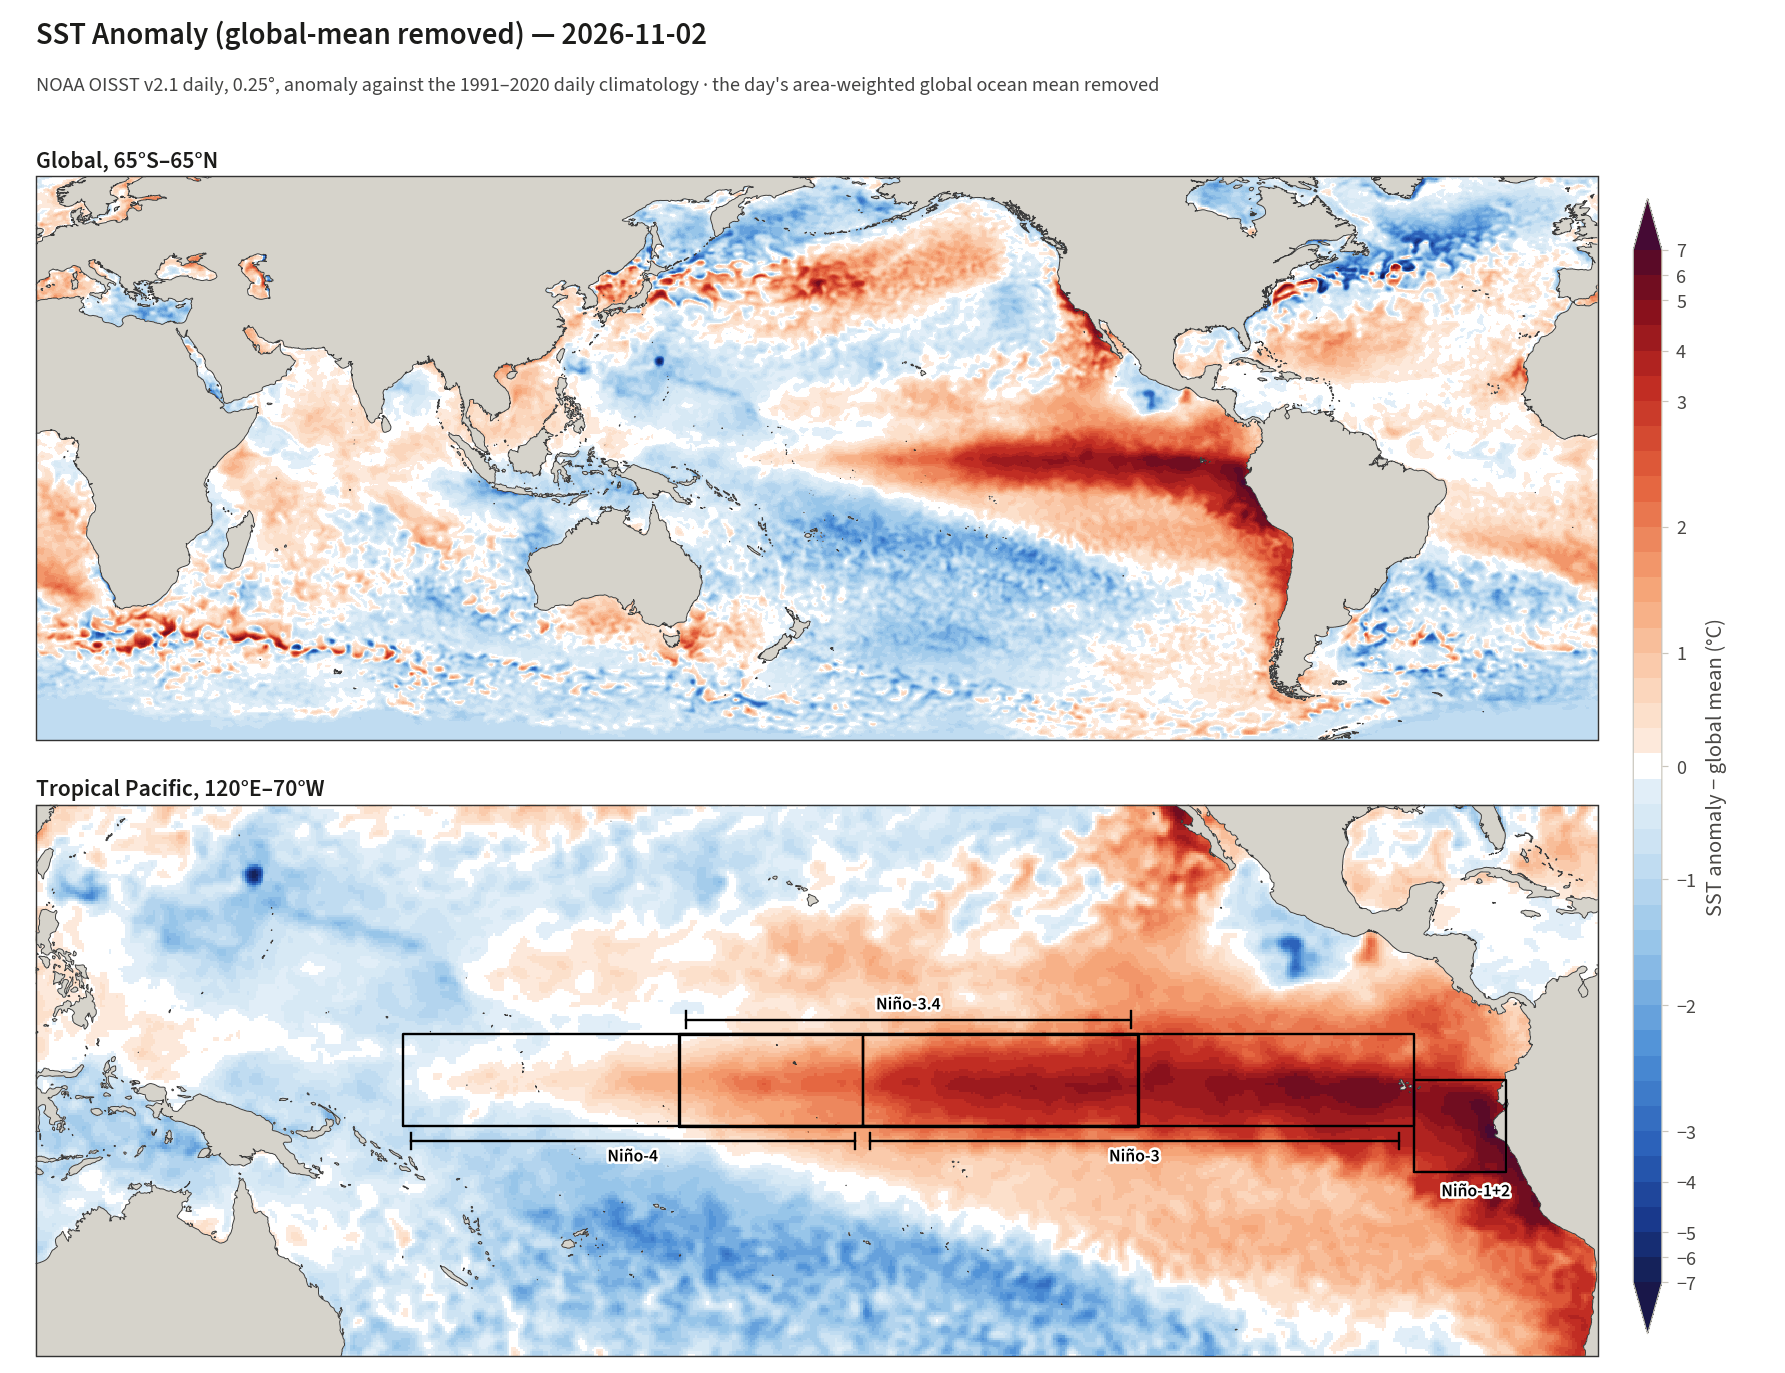 SST Anomaly (global-mean removed) — 2026-11-02
NOAA OISST v2.1 daily, 0.25°, anomaly against the 1991–2020 daily climatology · the day's area-weighted global ocean mean removed
Global, 65°S–65°N
7
6
5
4
3
2
1
0
−1
−2
−3
−4
−5
−6
−7
SST anomaly − global mean (°C)
Tropical Pacific, 120°E–70°W
Niño-3.4
Niño-4
Niño-3
Niño-1+2